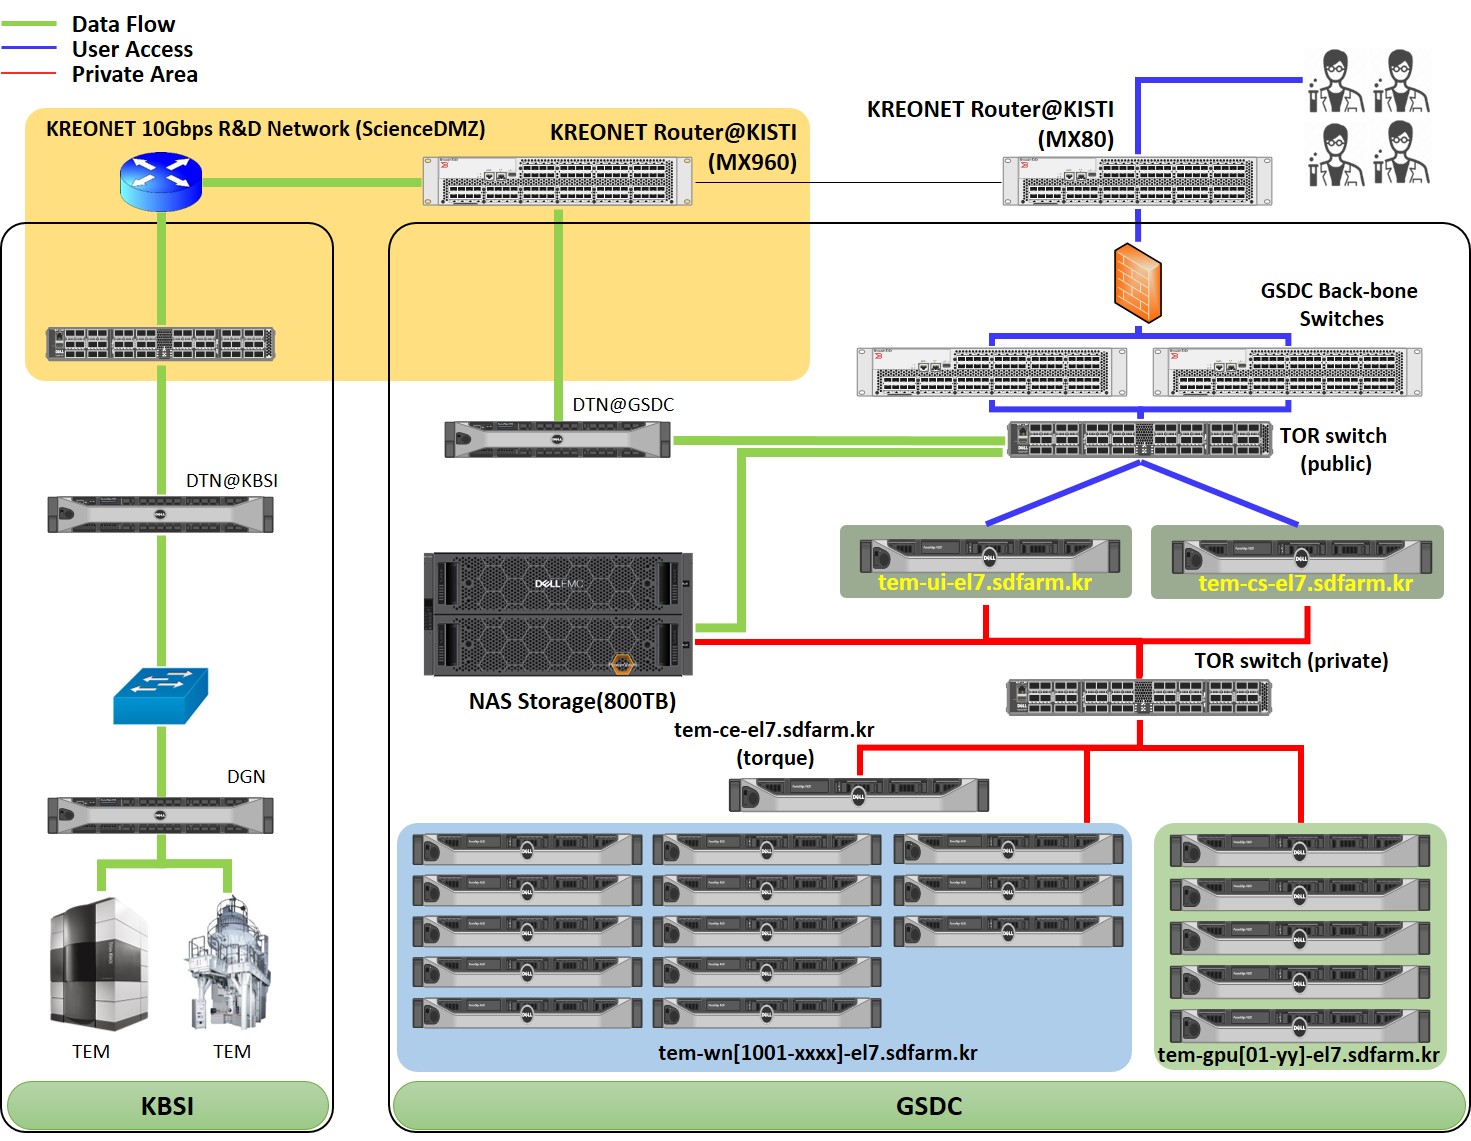 Data Flow
User Access
Private Area
KREONET 10Gbps R&D Network (ScienceDMZ)
KREONET Router@KISTI
(MX960)
KREONET Router@KISTI
(MX80)
GSDC Back-bone
Switches
DTN@GSDC
TOR switch
(public)
DTN@KBSI
tem-ui-el7.sdfarm.kr
tem-cs-el7.sdfarm.kr
DELLEMC
NAS Storage(800TB)
TOR switch (private)
tem-ce-el7.sdfarm.kr
(torque)
DGN
TEM
TEM
tem-wn[1001-xxxx]-el7.sdfarm.kr
tem-gpu[01-yy]-el7.sdfarm.kr
KBSI
GSDC